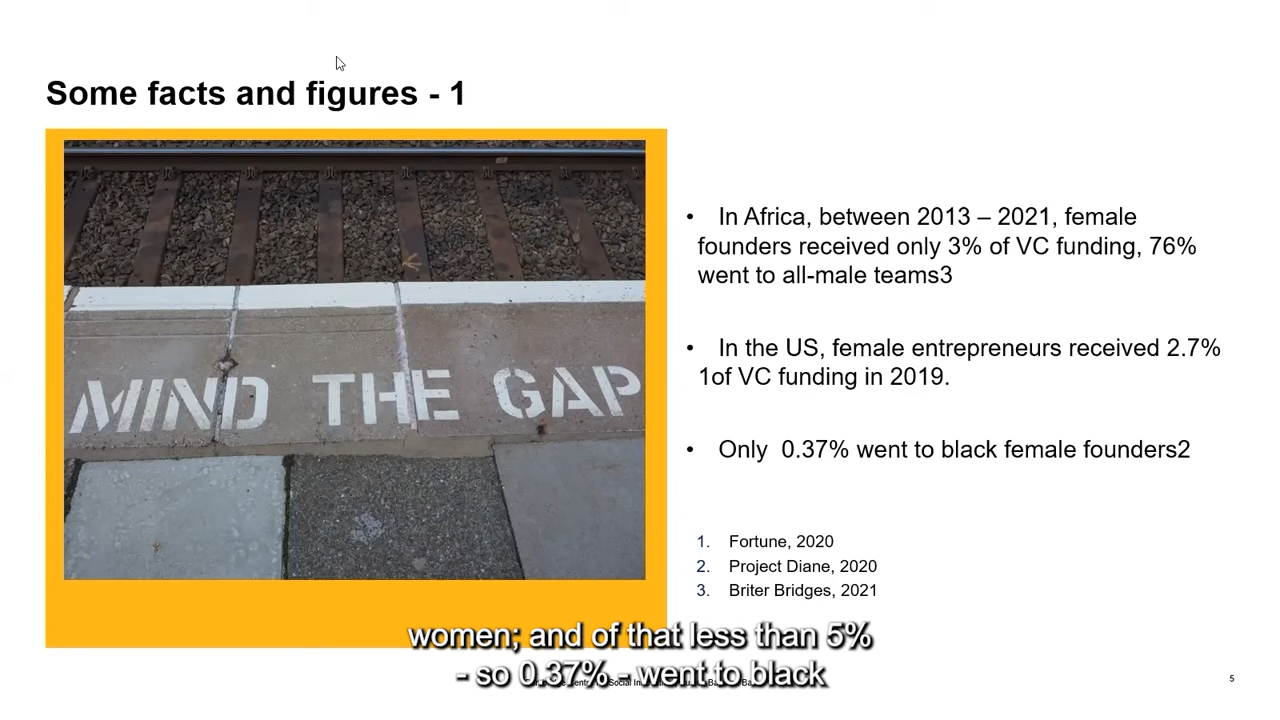 Some facts and figures - 1
MIND THE GAP
• In Africa, between 2013 – 2021, female
founders received only 3% of VC funding, 76%
went to all-male teams3
• In the US, female entrepreneurs received 2.7%
1of VC funding in 2019.
• Only 0.37% went to black female founders2
1. Fortune, 2020
2. Project Diane, 2020
3. Briter Bridges, 2021
women; and of that less than 5%
- so 0.37% - went to black
5